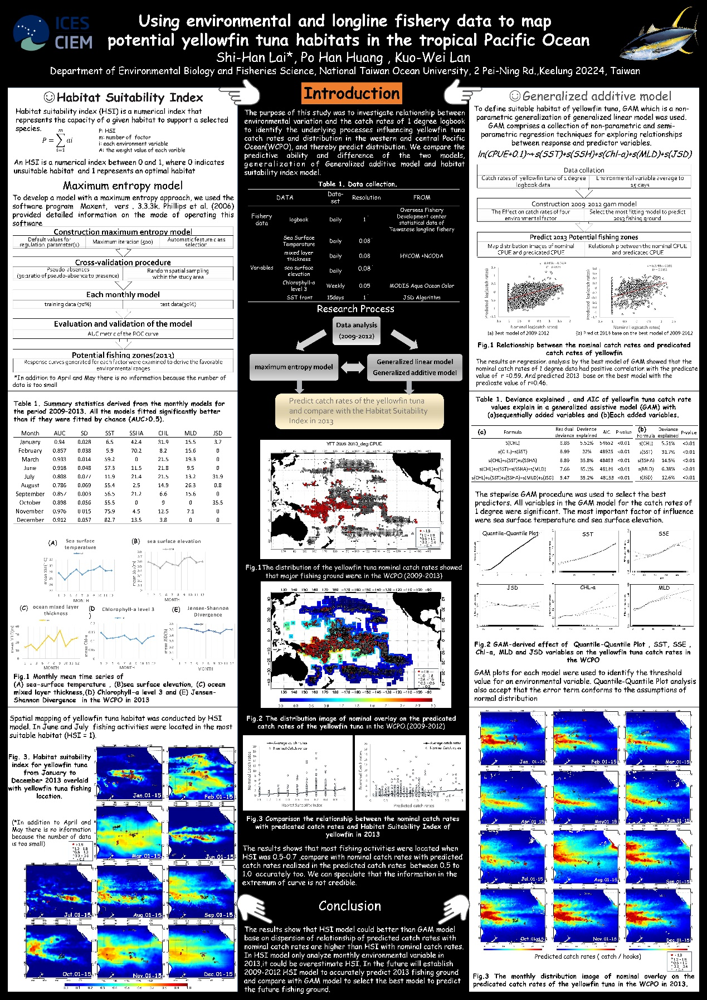 ICES
CIEM
Using environmental and longline fishery data to map
potential yellowfin tuna habitats in the tropical Pacific Ocean
Shi-Han Lai*, Po Han Huang , Kuo-Wei Lan
Department of Environmental Biology and Fisheries Science, National Taiwan Ocean University, 2 Pei-Ning Rd.,Keelung 20224, Taiwan
Habitat Suitability Index
Habitat suitability index (HSI) is a numerical index that
represents the capacity of a given habitat to support a selected
species.
P: HSI
m: number of factor
i: each environment variable
A: the weight value of each varible
An HSI is a numerical index between 0 and 1, where 0 indicates
unsuitable habitat and 1 represents an optimal habitat
Maximum entropy model
To develop a model with a maximum entropy approach, we used the
software program Maxent, vers . 3.3.3k. Phillips et al. (2006)
provided detailed information on the mode of operating this
software
Construction maximum entropy model
Default values for regulation parameter(1)
Maximum iteration (500)
Automatic feature class selection
Cross-validation procedure
Pseudo-absences (30:1ratio of pseudo-absence to presence)
Random spatial sampling within the study area
Each monthly model
training data (70%)
test data(30%)
Evaluation and validation of the model
AUC metric of the ROC curve
Potential fishing zones(2013)
Response curves generated for each factor were examined to derive the favorable
environmental ranges
*In addition to April and May there is no information because the number of
data is too small
Table 1. Summary statistics derived from the monthly models for
the period 2009-2013. All the models fitted significantly better
than if they were fitted by chance (AUC>0.5).
Month AUC SD SST SSHA CHL MLD JSD
January 0.94 0.028 6.5 42.4 31.9 15.5 3.7
February 0.857 0.038 5.9 70.2 8.2 15.6 0
March 0.933 0.014 59.2 0 21.5 19.3 0
June 0.918 0.048 57.3 11.5 21.8 9.5 0
July 0.808 0.077 11.9 21.4 21.5 13.2 31.9
August 0.786 0.069 55.4 2.5 14.9 26.3 0.8
September 0.857 0.003 56.5 21.2 6.6 15.6 0
October 0.898 0.056 55.5 0 9 0 35.5
November 0.976 0.015 75.9 4.5 12.5 7.1 0
December 0.912 0.057 82.7 13.5 3.8 0 0
(A) Sea surface temperature
(B) sea surface elevation
(C) ocean mixed layer thickness
(D) Chlorophyll-a level 3
(E) Jensen-Shannon Divergence
Fig.1 Monthly mean time series of
(A) sea-surface temperature , (B)sea surface elevation, (C) ocean
mixed layer thickness,(D) Chlorophyll-a level 3 and (E) Jensen-
Shannon Divergence in the WCPO in 2013
Spatial mapping of yellowfin tuna habitat was conducted by HSI
model. In June and July fishing activities were located in the most
suitable habitat (HSI = 1).
Fig. 3. Habitat suitability
index for yellowfin tuna
from January to
December 2013 overlaid
with yellowfin tuna fishing
location.
(*In addition to April and
May there is no information
because the number of data
is too small)
Jan.01-15
Feb.01-15
Mar.01-15
Jun.01-15
Jul.01-15
Aug.01-15
Sep.01-15
Oct.01-15
Nov.01-15
Dec.01-15
Introduction
The purpose of this study was to investigate relationship between
environmental variation and the catch rates of 1 degree logbook
to identify the underlying processes influencing yellowfin tuna
catch rates and distribution in the western and central Pacific
Ocean(WCPO), and thereby predict distribution. We compare the
predictive ability and difference of the two models,
generalization of Generalized additive model and habitat
suitability index model.
Table 1. Data collection.
DATA Data-set Resolution FROM
Fishery data logbook Daily 1° Overseas Fishery Development center statistical data of Taiwanese longline fishery
Variables
Sea Surface Temperature Daily 0.08°
mixed layer thickness Daily 0.08 HYCOM +NCODA
sea surface elevation Daily 0.08°
Chlorophyll-a level 3 Weekly 0.05 MODIS Aqua Ocean Color
SST front 15days 1° JSD Algorithm
Research Process
Data analysis
(2009-2012)
maximum entropy model
Generalized linear model
Generalized additive model
Predict catch rates of the yellowfin tuna
and compare with the Habitat Suitability
Index in 2013
YFT 2009-2013_deg CPUE
Fig.1The distribution of the yellowfin tuna nominal catch rates showed
that major fishing ground were in the WCPO.(2009-2013)
Fig.2 The distribution image of nominal overlay on the predicated
catch rates of the yellowfin tuna in the WCPO.(2009-2012)
Average catch rates
Nominal Catch rates
Habitat Suitability Index
Average catch rates
Nominal Catch rates
Predicted catch rates
Fig.3 Comparison the relationship between the nominal catch rates
with predicated catch rates and Habitat Suitability Index of
yellowfin in 2013
The results shows that most fishing activities were located when
HSI was 0.5-0.7 ,compare with nominal catch rates with predicted
catch rates realized in the predicted catch rates between 0.5 to
1.0 accurately too. We can speculate that the information in the
extremum of curve is not credible.
Conclusion
The results show that HSI model could better than GAM model
base on dispersion of relationship of predicted catch rates with
nominal catch rates are higher than HSI with nominal catch rates.
In HSI model only analyze monthly environmental variable in
2013,it could be overestimate HSI. In the future will establish
2009-2012 HSI model to accurately predict 2013 fishing ground
and compare with GAM model to select the best model to predict
the future fishing ground.
Generalized additive model
To define suitable habitat of yellowfin tuna, GAM which is a non-
parametric generalization of generalized linear model was used.
GAM comprises a collection of non-parametric and semi-
parametric regression techniques for exploring relationships
between response and predictor variables.
ln(CPUE+0.1)~+s(SST)+s(SSH)+s(Chl-a)+s(MLD)+s(JSD)
Data collation
Catch rates of yellowfin tuna of 1 degree logbook data
Environmental variable average to 15 days
Construction 2009-2012 gam model
The Effect on catch rates of four environmental factor
Select the most fitting model to predict 2013 fishing ground
Predict 2013 Potential fishing zones
Map distribution images of nominal CPUE and predicated CPUE
Relationship between the nominal CPUE and predicated CPUE
Nominal log(catch rates)
Nominal log(catch rates)
(a) Best model of 2009-2012
(b) Predict 2013 base on the best model of 2009-2012
Fig.1 Relationship between the nominal catch rates and predicated
catch rates of yellowfin
The results on regression analysis by the best model of GAM showed that the
nominal catch rates of 1 degree data had positive correlation with the predicate
value of r =0.59. And predicated 2013 base on the best model with the
predicate value of r=0.46.
Table 1. Deviance explained , and AIC of yellowfin tuna catch rate
values explain in a generalized assistive model (GAM) with
(a)sequentially added variables and (b)Each added variables.
(a) Formula Residual deviance Deviance explained AIC P-value
S(CHL) 8.83 5.51% 54652 <0.01
s(CHL)+s(SST) 8.99 32% 48925 <0.01
s(CHL)+s(SST)+s(SSHA) 8.89 33.8% 48493 <0.01
s(CHL)+s(SST)+s(SSHA)+s(MLD) 7.66 35.1% 48139 <0.01
s(CHL)+s(SST)+s(SSHA)+s(MLD)+s(JSD) 5.47 35.2% 48133 <0.01
(b) Formula Deviance explained P-value
s(CHL) 5.51% <0.01
s(SST) 31.7% <0.01
s(SSHA) 14.5% <0.01
s(MLD) 6.38% <0.01
s(JSD) 12.6% <0.01
The stepwise GAM procedure was used to select the best
predictors. All variables in the GAM model for the catch rates of
1 degree were significant. The most important factor of influence
were sea surface temperature and sea surface elevation.
Quantile-Quantile Plot
SST
SSE
JSD
CHL-a
MLD
Fig.2 GAM-derived effect of Quantile-Quantile Plot , SST, SSE ,
Chl-a, MLD and JSD variables on the yellowfin tuna catch rates in
the WCPO
GAM plots for each model were used to identify the threshold
value for an environmental variable. Quantile-Quantile Plot analysis
also accept that the error term conforms to the assumptions of
normal distribution
Jan. 01-15
Feb.01-15
Mar.01-15
Apr.01-15
May01-15
Jun.01-15
Jul.01-15
Aug.01-15
Sep.01-15
Oct.01-15
Nov.01-15
Dec.01-15
Predicted catch rates ( catch / hooks)
Fig.3 The monthly distribution image of nominal overlay on the
predicated catch rates of the yellowfin tuna in the WCPO in 2013.